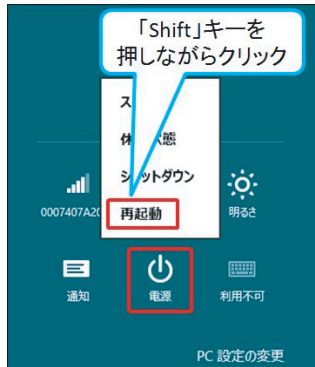 「Shift」キーを
押しながらクリック
シャットダウン
再起動
0007407A20
明るさ
通知
電源
利用不可
PC 設定の変更